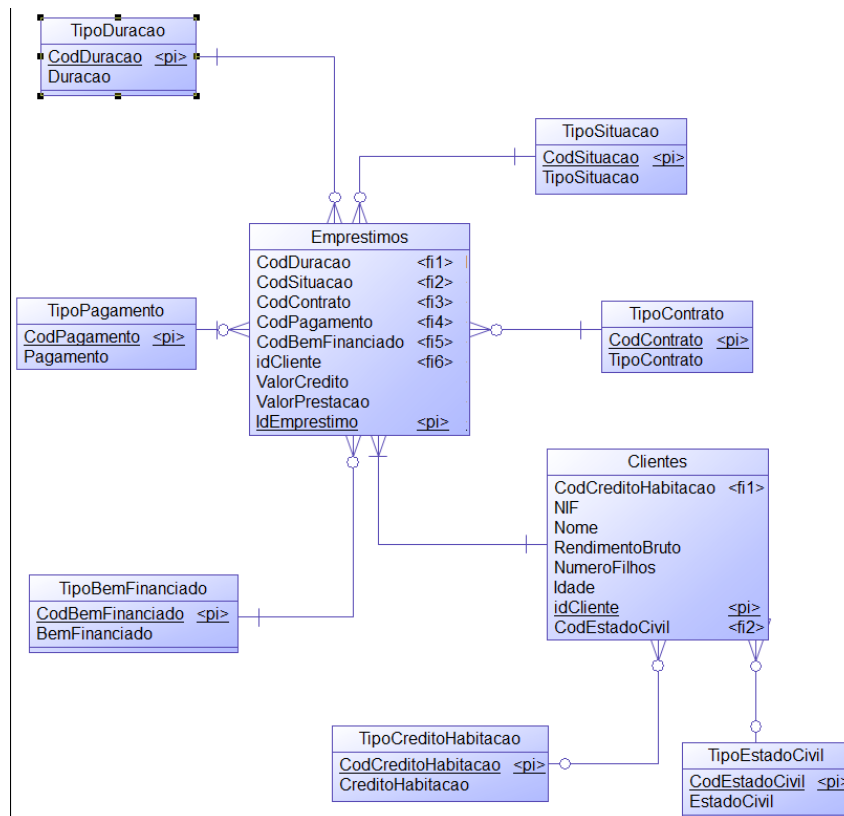 TipoDuracao
CodDuracao <pi>
Duracao
TipoSituacao
CodSituacao <pi>
TipoSituacao
Emprestimos
CodDuracao <fi1>
CodSituacao <fi2>
CodContrato <fi3>
CodPagamento <fi4>
CodBemFinanciado <fi5>
idCliente <fi6>
ValorCredito
ValorPrestacao
IdEmprestimo <pi>
TipoPagamento
CodPagamento <pi>
Pagamento
TipoContrato
CodContrato <pi>
TipoContrato
Clientes
CodCreditoHabitacao <fi1>
NIF
Nome
RendimentoBruto
NumeroFilhos
Idade
idCliente <pi>
CodEstadoCivil <fi2>
TipoBemFinanciado
CodBemFinanciado <pi>
BemFinanciado
TipoCreditoHabitacao
CodCreditoHabitacao <pi>
CreditoHabitacao
TipoEstadoCivil
CodEstadoCivil <pi>
EstadoCivil